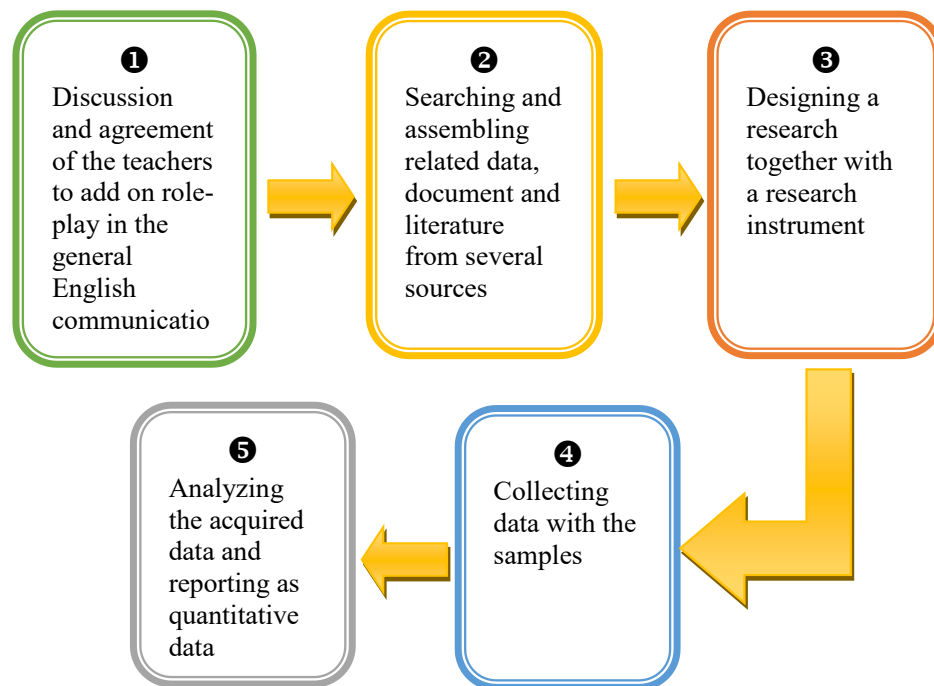 ❶
Discussion
and agreement
of the teachers
to add on role-
play in the
general
English
communicatio
❷
Searching and
assembling
related data,
document and
literature
from several
sources
❸
Designing a
research
together with
a research
instrument
❹
Collecting
data with the
samples
❺
Analyzing
the acquired
data and
reporting as
quantitative
data